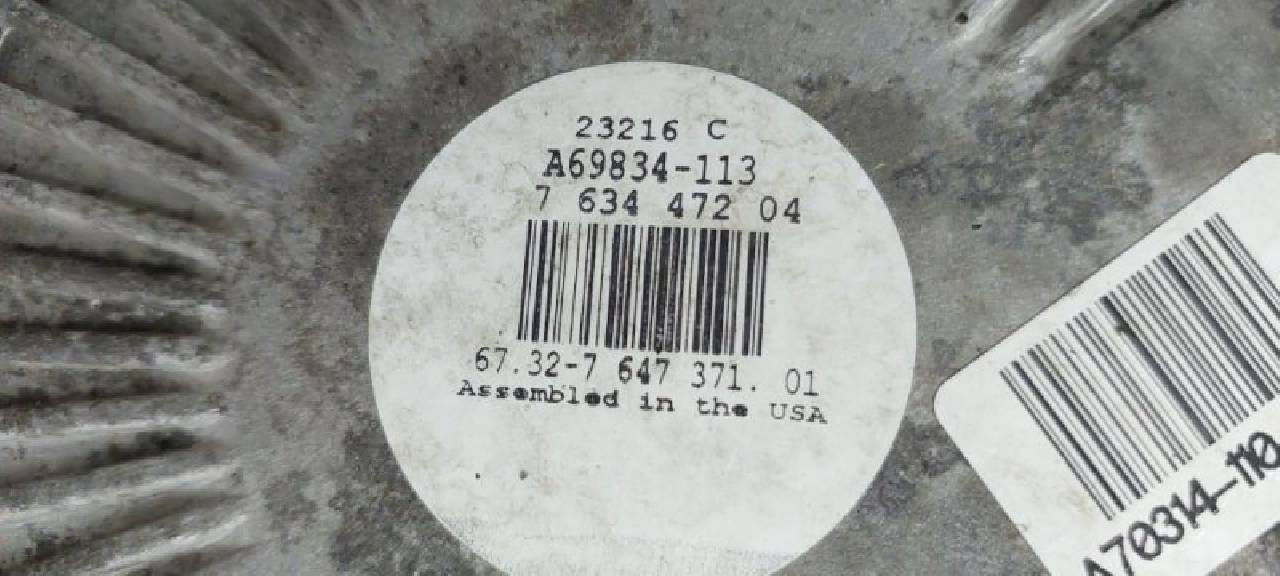 23216 C
A69834-113
7 634 472 04
67.32-7 647 371. 01
Assembled in the USA
A70314-110